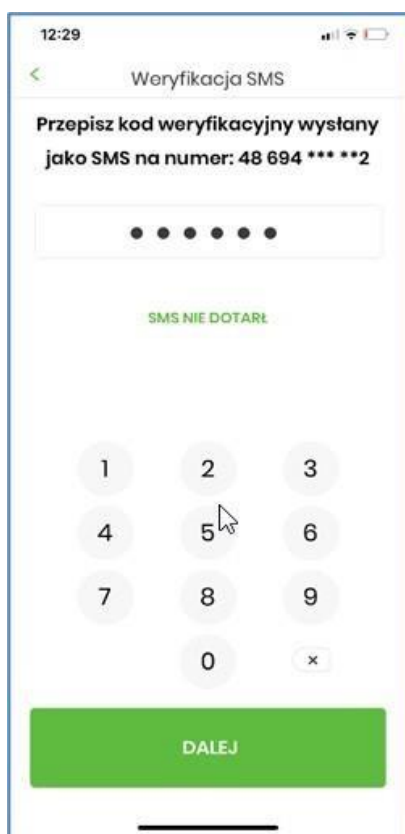 12:29
Weryfikacja SMS
Przepisz kod weryfikacyjny wysłany
jako SMS na numer: 48 694 *** **2
SMS NIE DOTARŁ
1 2 3
4 5 6
7 8 9
0 ×
DALEJ